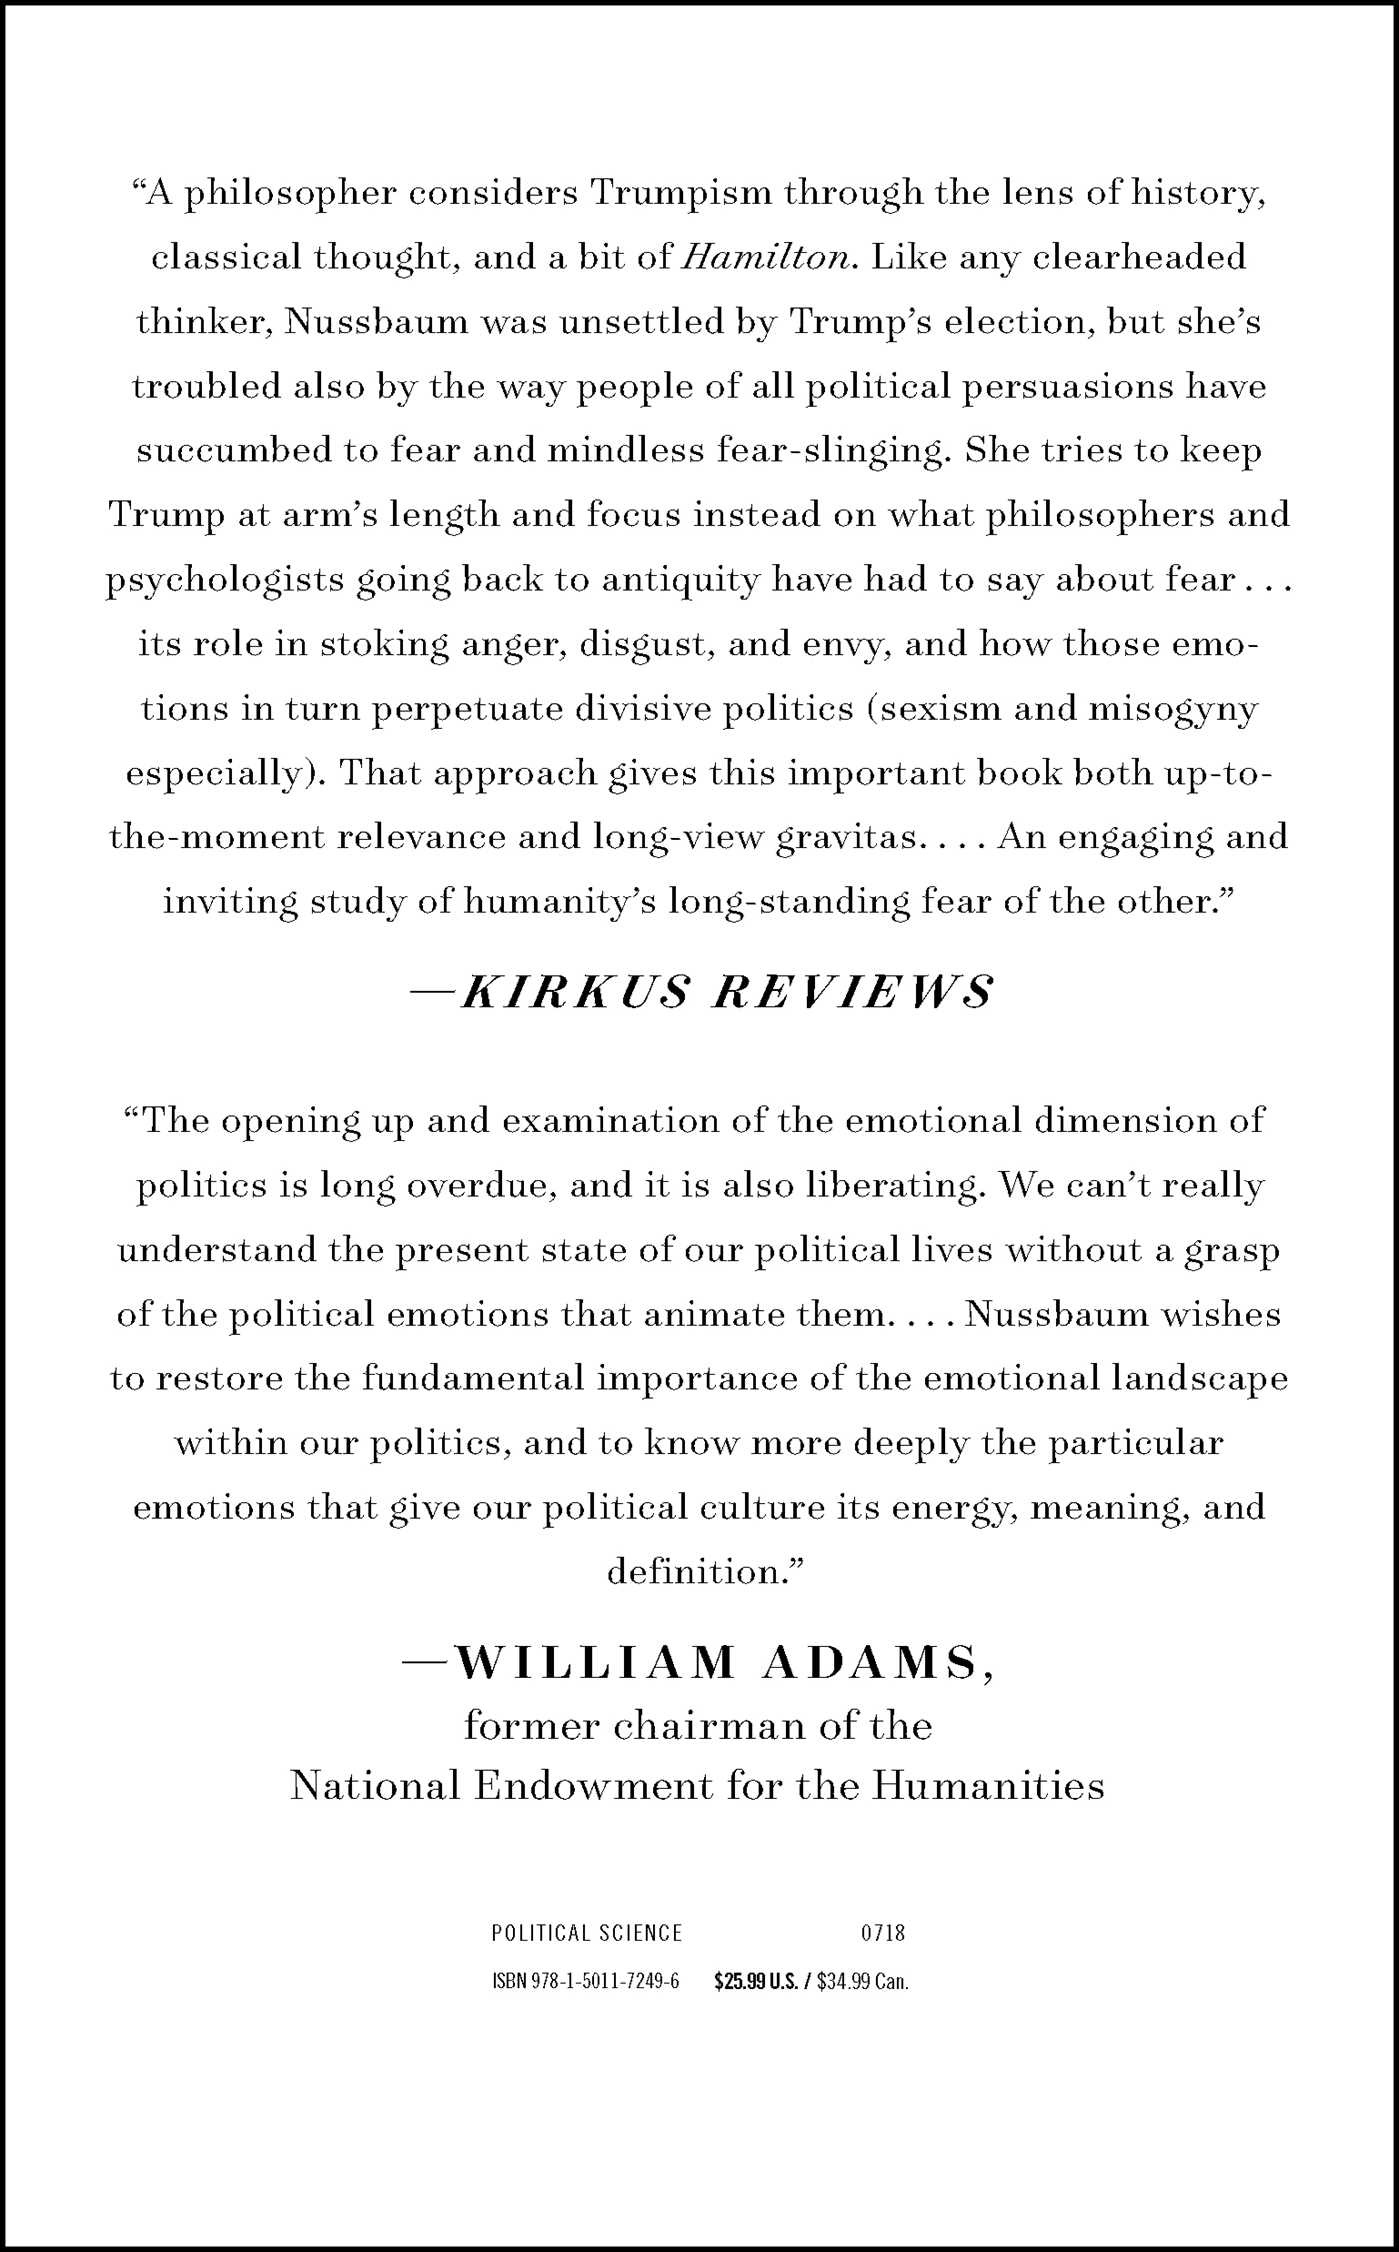 “A philosopher considers Trumpism through the lens of history,
classical thought, and a bit of Hamilton. Like any clearheaded
thinker, Nussbaum was unsettled by Trump’s election, but she’s
troubled also by the way people of all political persuasions have
succumbed to fear and mindless fear-slinging. She tries to keep
Trump at arm’s length and focus instead on what philosophers and
psychologists going back to antiquity have had to say about fear . . .
its role in stoking anger, disgust, and envy, and how those emo-
tions in turn perpetuate divisive politics (sexism and misogyny
especially). That approach gives this important book both up-to-
the-moment relevance and long-view gravitas. . . . An engaging and
inviting study of humanity’s long-standing fear of the other.”
—KIRKUS REVIEWS
“The opening up and examination of the emotional dimension of
politics is long overdue, and it is also liberating. We can’t really
understand the present state of our political lives without a grasp
of the political emotions that animate them. . . . Nussbaum wishes
to restore the fundamental importance of the emotional landscape
within our politics, and to know more deeply the particular
emotions that give our political culture its energy, meaning, and
definition.”
—WILLIAM ADAMS,
former chairman of the
National Endowment for the Humanities
POLITICAL SCIENCE 0718
ISBN 978-1-5011-7249-6 $25.99 U.S. / $34.99 Can.